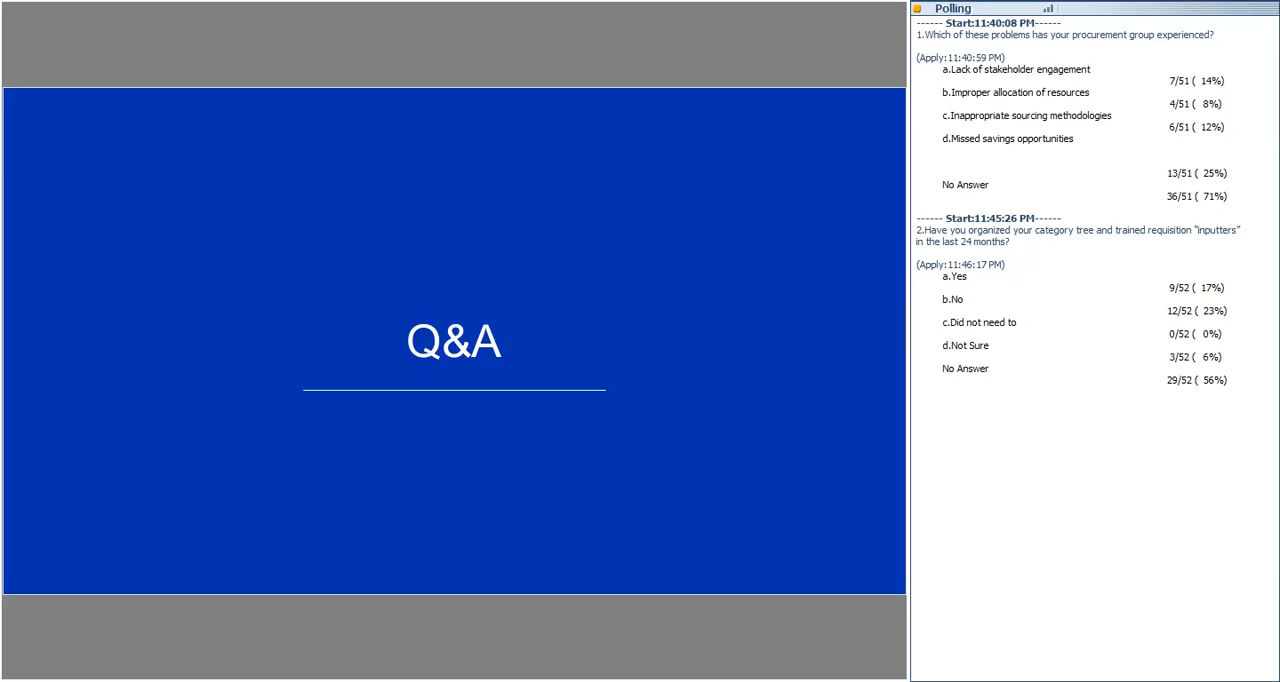 Q&A
Polling
------ Start:11:40:08 PM------
1.Which of these problems has your procurement group experienced?
(Apply:11:40:59 PM)
a.Lack of stakeholder engagement
7/51 ( 14%)
b.Improper allocation of resources
4/51 ( 8%)
c.Inappropriate sourcing methodologies
6/51 ( 12%)
d.Missed savings opportunities
13/51 ( 25%)
No Answer
36/51 ( 71%)
------ Start:11:45:26 PM------
2.Have you organized your category tree and trained requisition “inputters”
in the last 24 months?
(Apply:11:46:17 PM)
a.Yes
9/52 ( 17%)
b.No
12/52 ( 23%)
c.Did not need to
0/52 ( 0%)
d.Not Sure
3/52 ( 6%)
No Answer
29/52 ( 56%)